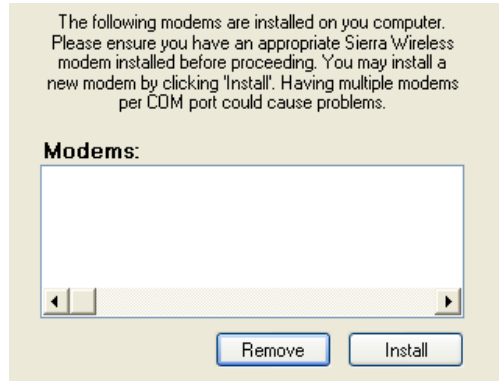 The following modems are installed on you computer.
Please ensure you have an appropriate Sierra Wireless
modem installed before proceeding. You may install a
new modem by clicking 'Install'. Having multiple modems
per COM port could cause problems.
Modems:
Remove Install